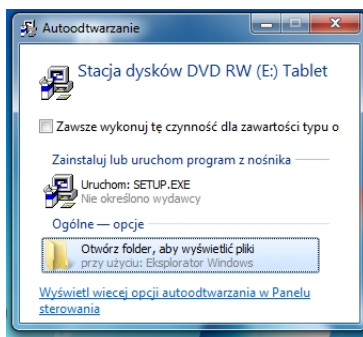 Autoodtwarzanie
Stacja dysków DVD RW (E:) Tablet
Zawsze wykonuj tę czynność dla zawartości typu o
Zainstaluj lub uruchom program z nośnika
Uruchom: SETUP.EXE
Nie określono wydawcy
Ogólne — opcje
Otwórz folder, aby wyświetlić pliki
przy użyciu: Eksplorator Windows
Wyświetl więcej opcji autoodtwarzania w Panelu
sterowania